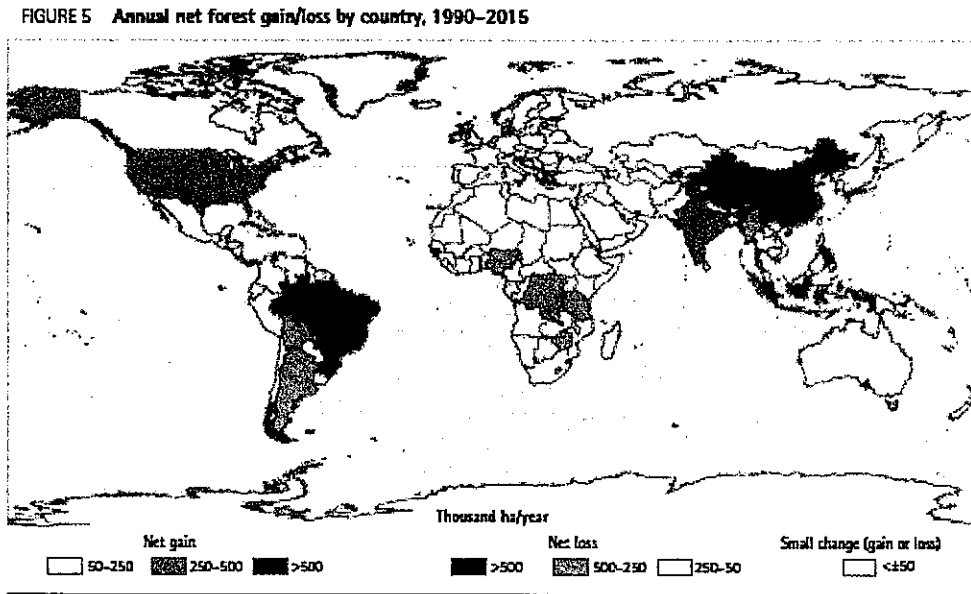 FIGURE 5 Annual net forest gain/loss by country, 1990–2015
Thousand ha/year
Net gain
Net loss
Small change (gain or loss)
50–250
250–500
>500
>500
500–250
250–50
<±50